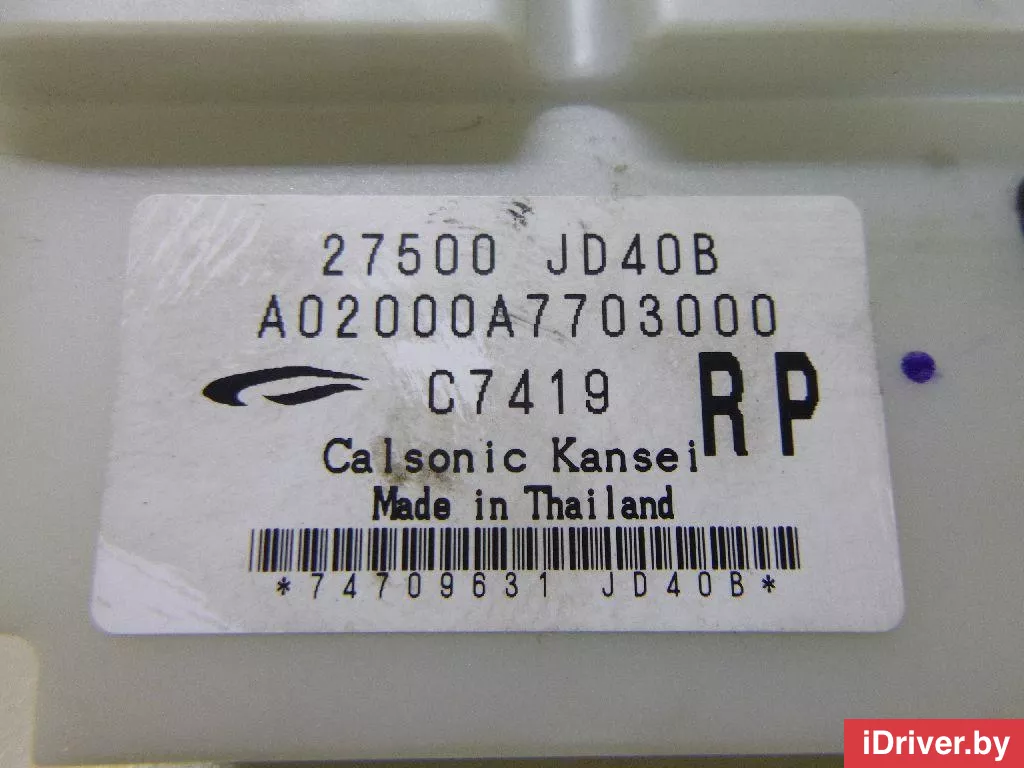 27500 JD40B
A02000A7703000
C7419 RP
Calsonic Kansei
Made in Thailand
*74709631 JD40B*
iDriver.by